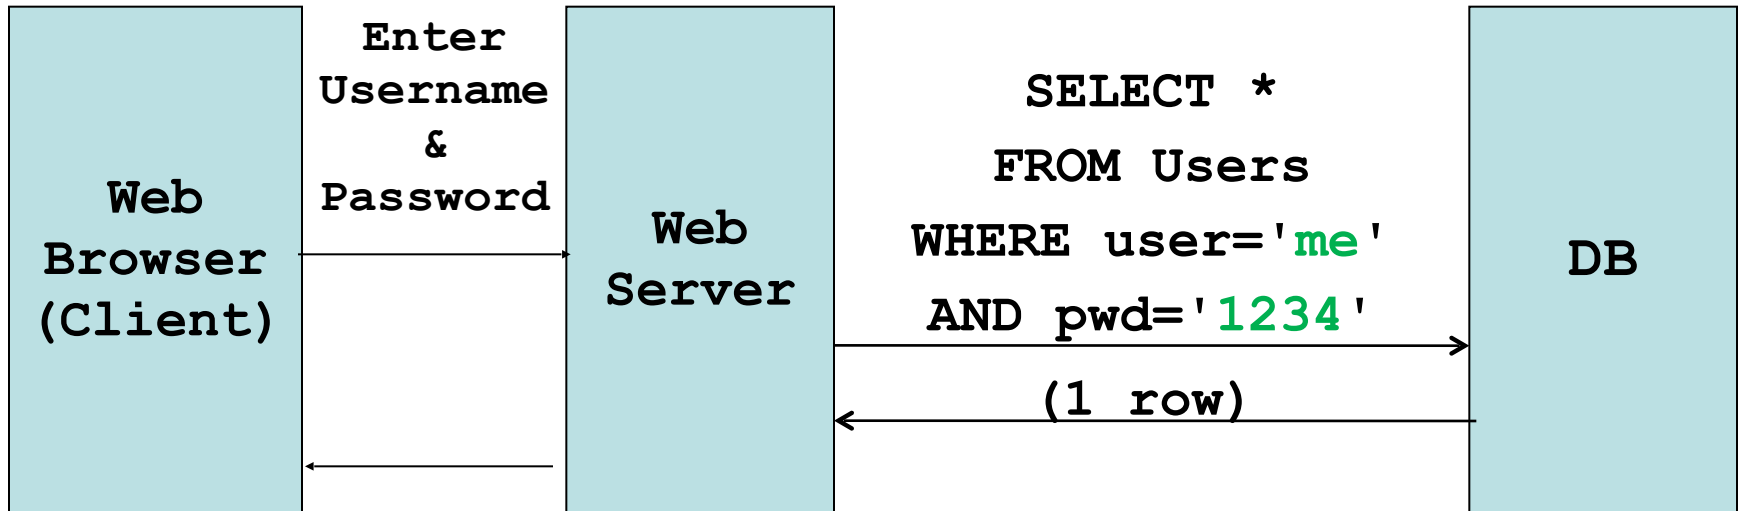 Web
Browser
(Client)
Enter
Username
&
Password
Web
Server
SELECT *
FROM Users
WHERE user='me'
AND pwd='1234'
(1 row)
DB